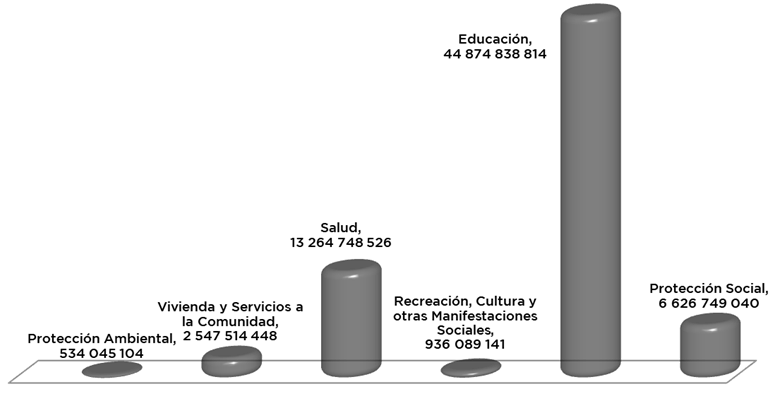 Protección Ambiental,
534 045 104
Vivienda y Servicios a
la Comunidad,
2 547 514 448
Salud,
13 264 748 526
Recreación, Cultura y
otras Manifestaciones
Sociales,
936 089 141
Educación,
44 874 838 814
Protección Social,
6 626 749 040